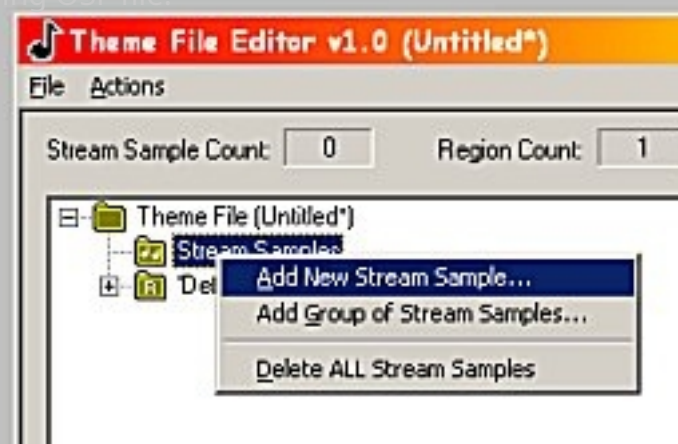 Theme File Editor v1.0 (Untitled*)
File Actions
Stream Sample Count: 0 Region Count: 1
Theme File (Untitled*)
Stream Samples
Add New Stream Sample...
Add Group of Stream Samples...
Delete ALL Stream Samples